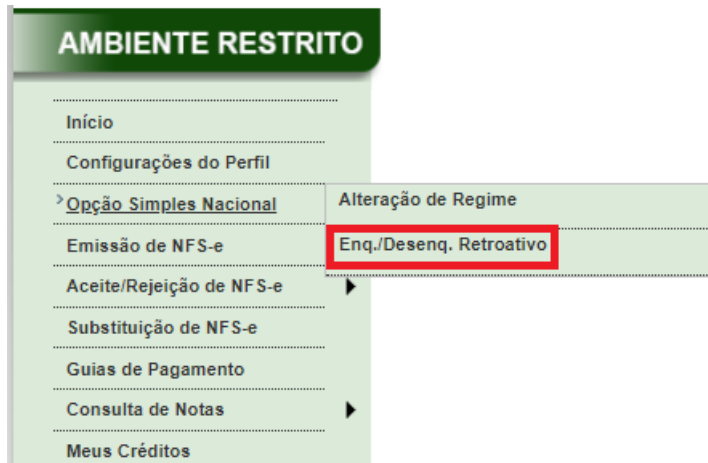 AMBIENTE RESTRITO
Início
Configurações do Perfil
Opção Simples Nacional
Alteração de Regime
Enq./Desenq. Retroativo
Emissão de NFS-e
Aceite/Rejeição de NFS-e
Substituição de NFS-e
Guias de Pagamento
Consulta de Notas
Meus Créditos